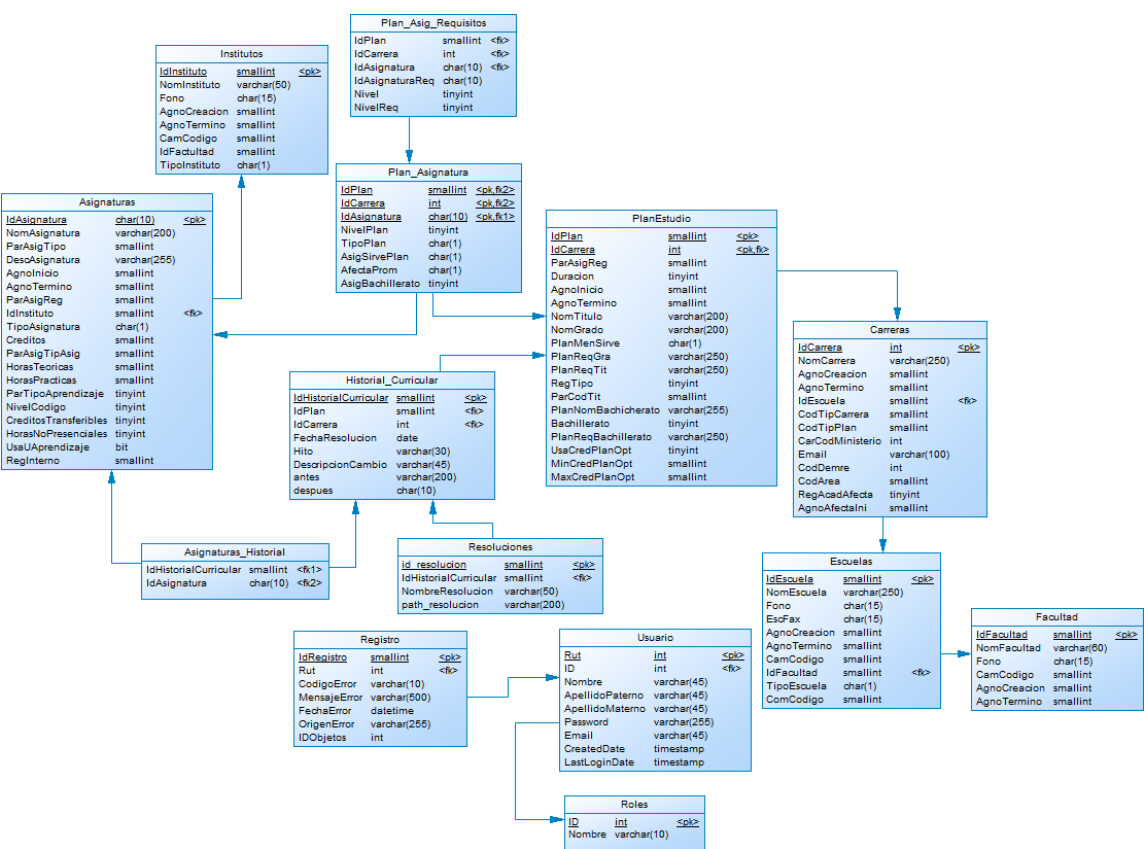 Plan_Asig_Requisitos
IdPlan smallint <fk>
IdCarrera int <fk>
IdAsignatura char(10) <fk>
IdAsignaturaReq char(10)
Nivel tinyint
NivelReq tinyint
Institutos
IdInstituto smallint <pk>
NomInstituto varchar(50)
Fono char(15)
AgnoCreacion smallint
AgnoTermino smallint
CamCodigo smallint
IdFactultad smallint
TipoInstituto char(1)
Plan_Asignatura
IdPlan smallint <pk,fk2>
IdCarrera int <pk,fk2>
IdAsignatura char(10) <pk,fk1>
NivelPlan tinyint
TipoPlan char(1)
AsigSirvePlan char(1)
AfectaProm char(1)
AsigBachillerato tinyint
Asignaturas
IdAsignatura char(10) <pk>
NomAsignatura varchar(200)
ParAsigTipo smallint
DescAsignatura varchar(255)
AgnoInicio smallint
AgnoTermino smallint
ParAsigReg smallint
IdInstituto smallint <fk>
TipoAsignatura char(1)
Creditos smallint
ParAsigTipAsig smallint
HorasTeoricas smallint
HorasPracticas smallint
ParTipoAprendizaje tinyint
NivelCodigo tinyint
CreditosTransferibles tinyint
HorasNoPresenciales tinyint
UsaUAprendizaje bit
RegInterno smallint
PlanEstudio
IdPlan smallint <pk>
IdCarrera int <pk,fk>
ParAsigReg smallint
Duracion tinyint
AgnoInicio smallint
AgnoTermino smallint
NomTitulo varchar(200)
NomGrado varchar(200)
PlanMenSirve char(1)
PlanReqGra varchar(250)
PlanReqTit varchar(250)
RegTipo tinyint
ParCodTit smallint
PlanNomBachicherato varchar(255)
Bachillerato tinyint
PlanReqBachillerato varchar(250)
UsaCredPlanOpt tinyint
MinCredPlanOpt smallint
MaxCredPlanOpt smallint
Carreras
IdCarrera int <pk>
NomCarrera varchar(250)
AgnoCreacion smallint
AgnoTermino smallint
IdEscuela smallint <fk>
CodTipCarrera smallint
CodTipPlan smallint
CarCodMinisterio int
Email varchar(100)
CodDemre int
CodArea smallint
RegAcadAfecta tinyint
AgnoAfectaIni smallint
Historial_Curricular
IdHistorialCurricular smallint <pk>
IdPlan smallint <fk>
IdCarrera int <fk>
FechaResolucion date
Hito varchar(30)
DescripcionCambio varchar(45)
antes varchar(200)
despues char(10)
Asignaturas_Historial
IdHistorialCurricular smallint <fk1>
IdAsignatura char(10) <fk2>
Resoluciones
id_resolucion smallint <pk>
IdHistorialCurricular smallint <fk>
NombreResolucion varchar(50)
path_resolucion varchar(200)
Escuelas
IdEscuela smallint <pk>
NomEscuela varchar(250)
Fono char(15)
EscFax char(15)
AgnoCreacion smallint
AgnoTermino smallint
CamCodigo smallint
IdFacultad smallint <fk>
TipoEscuela char(1)
ComCodigo smallint
Facultad
IdFacultad smallint <pk>
NomFacultad varchar(60)
Fono char(15)
CamCodigo smallint
AgnoCreacion smallint
AgnoTermino smallint
Registro
IdRegistro smallint <pk>
Rut int <fk>
CodigoError varchar(10)
MensajeError varchar(500)
FechaError datetime
OrigenError varchar(255)
IDObjetos int
Usuario
Rut int <pk>
ID int <fk>
Nombre varchar(45)
ApellidoPaterno varchar(45)
ApellidoMaterno varchar(45)
Password varchar(255)
Email varchar(45)
CreatedDate timestamp
LastLoginDate timestamp
Roles
ID int <pk>
Nombre varchar(10)